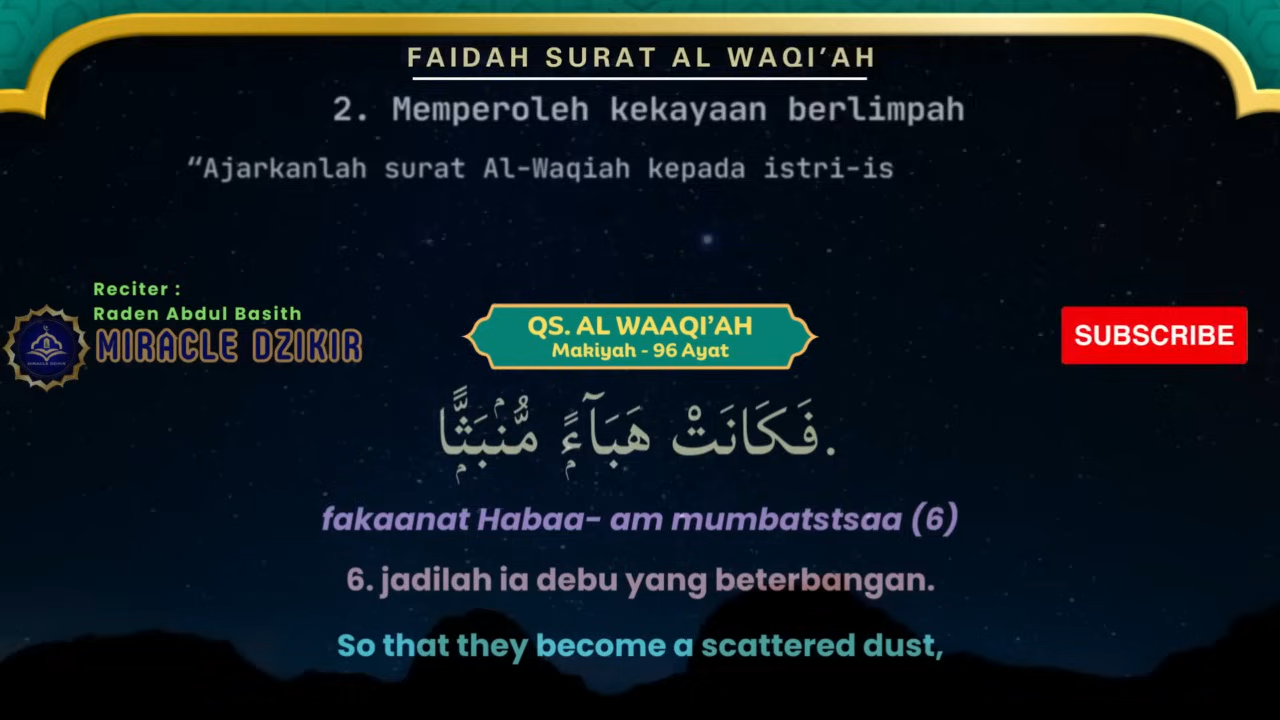 FAIDAH SURAT AL WAQI’AH
2. Memperoleh kekayaan berlimpah
“Ajarkanlah surat Al-Waqiah kepada istri-is
Reciter :
Raden Abdul Basith
MIRACLE DZIKIR
QS. AL WAAQI’AH
Makiyah - 96 Ayat
SUBSCRIBE
فَكَانَتْ هَبَآءًۭ مُّنۢبَثًّۭا.
fakaanat Habaa- am mumbatstsaa (6)
6. jadilah ia debu yang beterbangan.
So that they become a scattered dust,